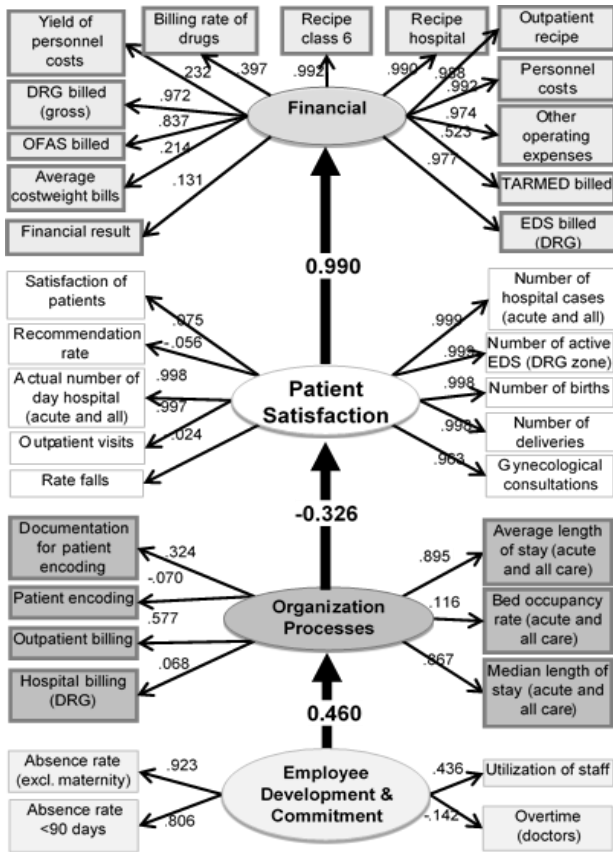 Yield of
personnel
costs
Billing rate of
drugs
Recipe
class 6
Recipe
hospital
Outpatient
recipe
.232
.397
.992
.990
.988
DRG billed
(gross)
.972
Financial
.992
Personnel
costs
OFAS billed
.837
.974
Other
operating
expenses
Average
costweight bills
.214
.523
TARMED billed
Financial result
.131
.977
EDS billed
(DRG)
0.990
Satisfaction of
patients
.075
Number of
hospital cases
(acute and all)
.999
Recommendation
rate
-.056
Number of active
EDS (DRG zone)
Actual number of
day hospital
(acute and all)
.998
Patient
Satisfaction
.998
Number of births
Outpatient visits
.997
.998
Number of
deliveries
Rate falls
.024
.963
Gynecological
consultations
-0.326
Documentation
for patient
encoding
.324
.895
Average length
of stay (acute
and all care)
Patient encoding
-.070
Organization
Processes
.116
Bed occupancy
rate (acute and
all care)
Outpatient billing
.577
Hospital billing
(DRG)
.068
.867
Median length of
stay (acute and
all care)
0.460
Absence rate
(excl. maternity)
.923
Employee
Development &
Commitment
.436
Utilization of staff
Absence rate
<90 days
.806
-.142
Overtime
(doctors)